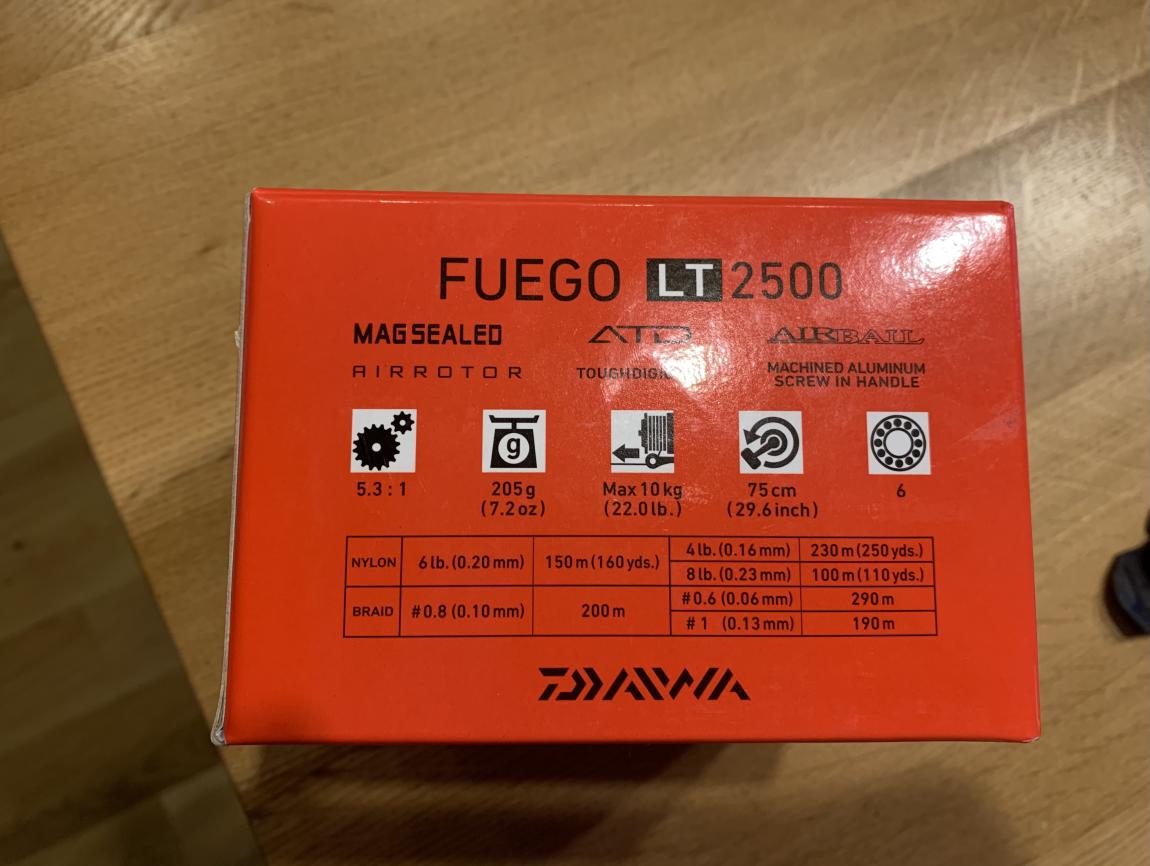 FUEGO LT 2500
MAGSEALED ATD AIRBAIL
AIRROTOR MACHINED ALUMINUM
SCREW IN HANDLE
g
5.3 : 1 205g Max 10kg 75cm 6
(7.2oz) (22.0lb.) (29.6inch)
NYLON 6lb. (0.20mm) 150m (160yds.) 4lb. (0.16mm) 230m (250yds.)
8lb. (0.23mm) 100m (110yds.)
BRAID #0.8 (0.10mm) 200m #0.6 (0.06mm) 290m
#1 (0.13mm) 190m
DAIWA